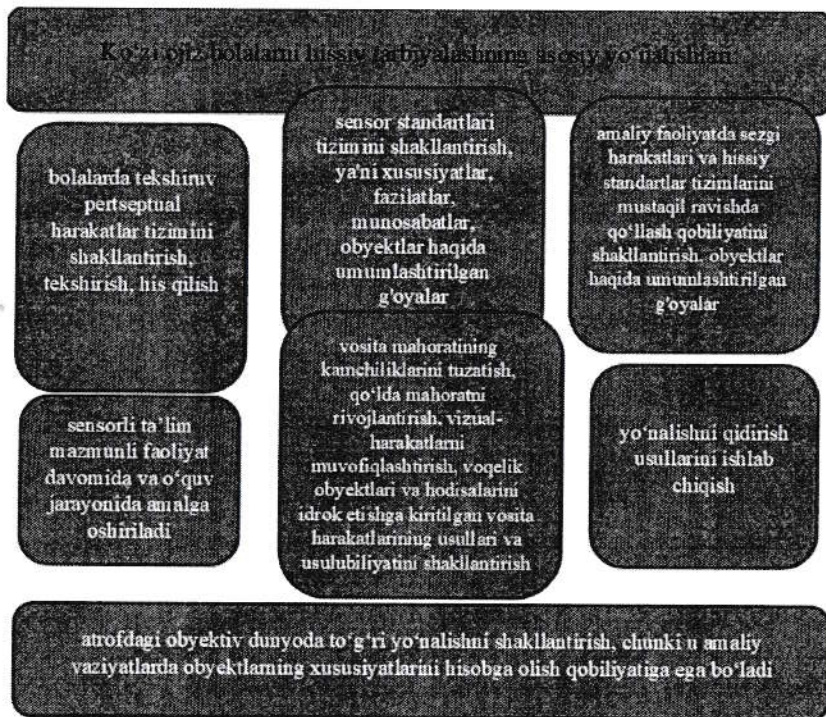 Ko'zi ojiz bolalarni hissiy tarbiyalashning asosiy yo'nalishlari
bolalarda tekshiruv
pertseptual
harakatlar tizimini
shakllantirish,
tekshirish, his qilish
sensor standartlari
tizimini shakllantirish,
ya'ni xususiyatlar,
fazilatlar,
munosabatlar,
obyektlar haqida
umumlashtirilgan
g'oyalar
amaliy faoliyatda sezgi
harakatlari va hissiy
standartlar tizimlarini
mustaqil ravishda
qo'llash qobiliyatini
shakllantirish, obyektlar
haqida umumlashtirilgan
g'oyalar
sensorli ta'lim
mazmunli faoliyat
davomida va o'quv
jarayonida amalga
oshiriladi
vosita mahoratining
kamchiliklarini tuzatish,
qo'lda mahoratni
rivojlantirish, vizual-
harakatlarni
muvofiqlashtirish, voqelik
obyektlari va hodisalarini
idrok etishga kiritilgan vosita
harakatlarining usullari va
usulubiliyatini shakllantirish
yo'nalishni qidirish
usullarini ishlab
chiqish
atrofdagi obyektiv dunyoda to'g'ri yo'nalishni shakllantirish, chunki u amaliy
vaziyatlarda obyektlarning xususiyatlarini hisobga olish qobiliyatiga ega bo'ladi